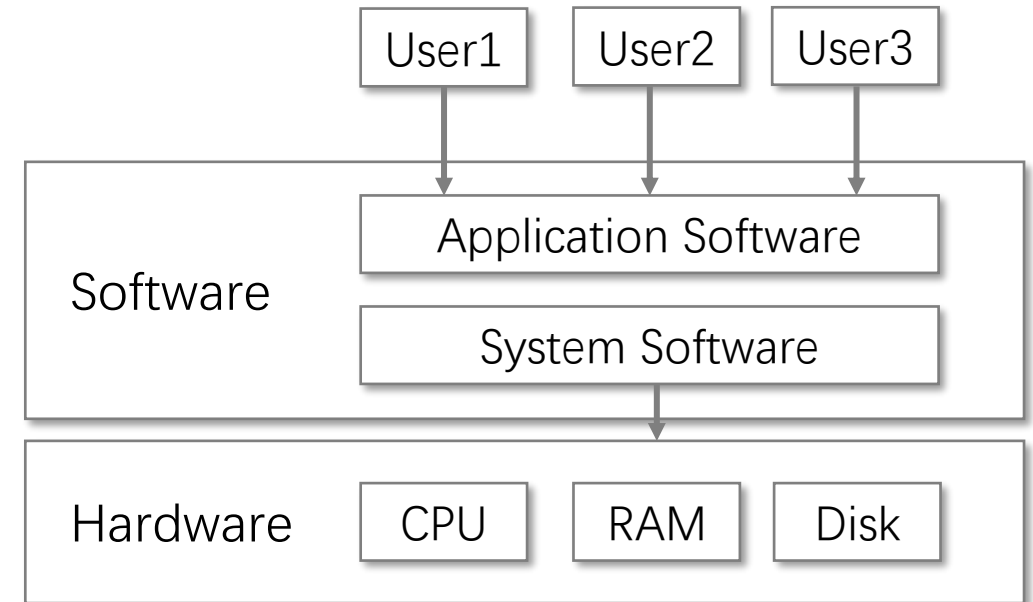 User1
User2
User3
Application Software
Software
System Software
Hardware
CPU
RAM
Disk